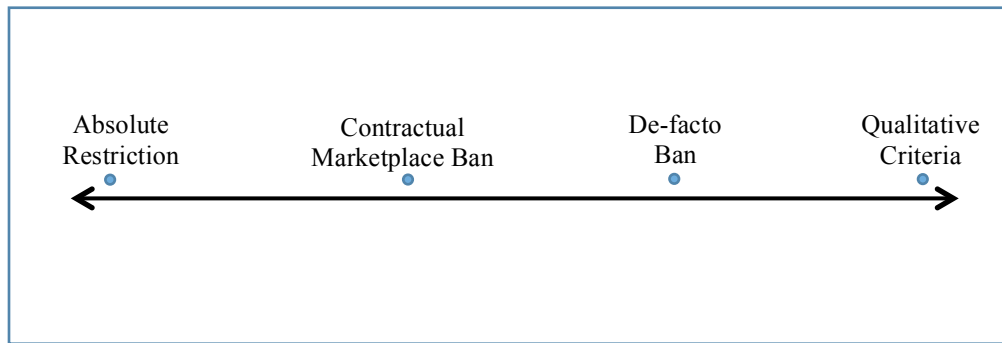 Absolute
Restriction
Contractual
Marketplace Ban
De-facto
Ban
Qualitative
Criteria